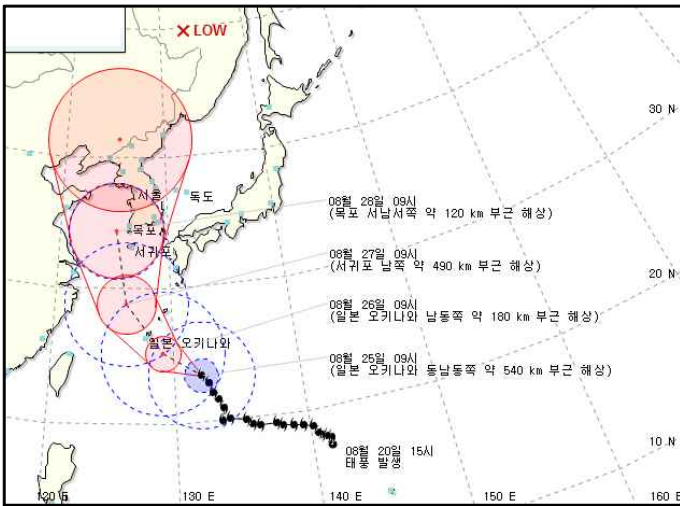 LOW
30 N
서울
독도
08월 28일 09시
(목포 서남서쪽 약 120 km 부근 해상)
목포
서귀포
08월 27일 09시
(서귀포 남쪽 약 490 km 부근 해상)
20 N
08월 26일 09시
(일본 오키나와 남동쪽 약 180 km 부근 해상)
일본 오키나와
08월 25일 09시
(일본 오키나와 동남동쪽 약 540 km 부근 해상)
08월 20일 15시
태풍 발생
10 N
120 E
130 E
140 E
150 E
160 E